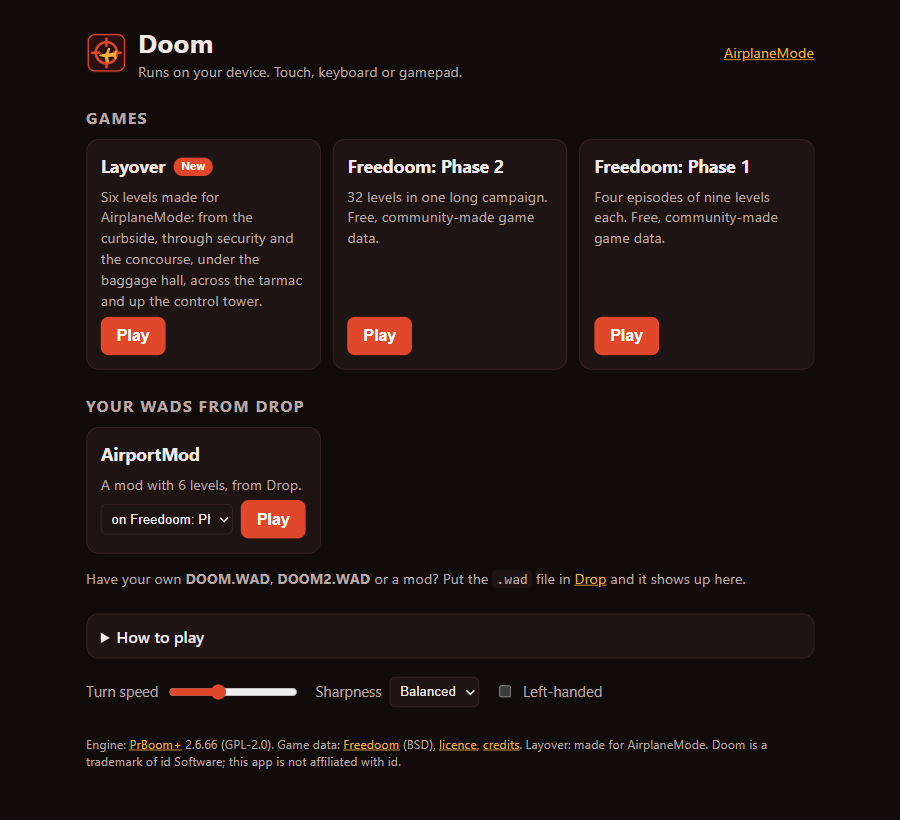 Doom
Runs on your device. Touch, keyboard or gamepad.
AirplaneMode
GAMES
Layover New
Six levels made for
AirplaneMode: from the
curbside, through security and
the concourse, under the
baggage hall, across the tarmac
and up the control tower.
Play
Freedoom: Phase 2
32 levels in one long campaign.
Free, community-made game
data.
Play
Freedoom: Phase 1
Four episodes of nine levels
each. Free, community-made
game data.
Play
YOUR WADS FROM DROP
AirportMod
A mod with 6 levels, from Drop.
on Freedoom: Pl
Play
Have your own DOOM.WAD, DOOM2.WAD or a mod? Put the .wad file in Drop and it shows up here.
How to play
Turn speed
Sharpness Balanced
Left-handed
Engine: PrBoom+ 2.6.66 (GPL-2.0). Game data: Freedoom (BSD), licence, credits. Layover: made for AirplaneMode. Doom is a
trademark of id Software; this app is not affiliated with id.